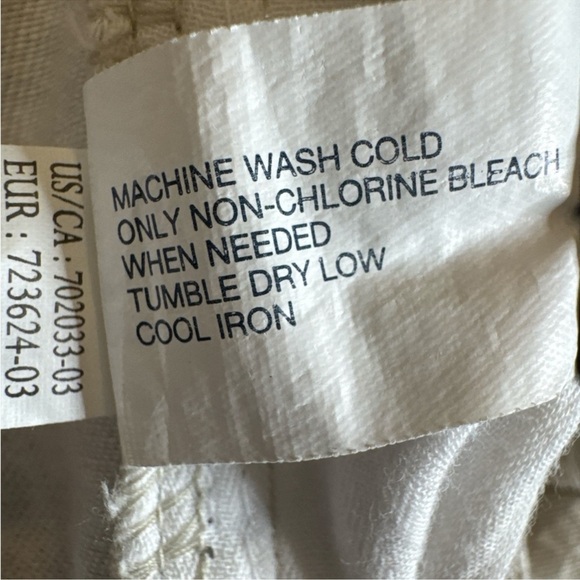 MACHINE WASH COLD
ONLY NON-CHLORINE BLEACH
WHEN NEEDED
TUMBLE DRY LOW
COOL IRON
US/CA : 702033-03
EUR : 723624-03